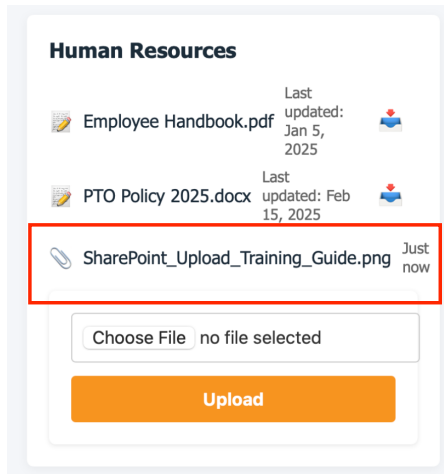 Human Resources
Employee Handbook.pdf
Last
updated:
Jan 5,
2025
PTO Policy 2025.docx
Last
updated: Feb
15, 2025
SharePoint_Upload_Training_Guide.png
Just
now
Choose File no file selected
Upload